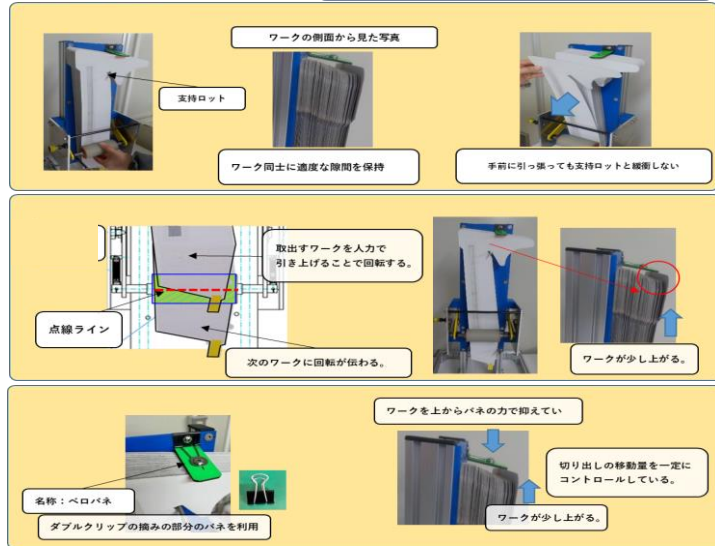 ワークの側面から見た写真
支持ロット
ワーク同士に適度な隙間を保持
手前に引っ張っても支持ロットと緩衝しない
取出すワークを人力で
引き上げることで回転する。
点線ライン
次のワークに回転が伝わる。
ワークが少し上がる。
ワークを上からバネの力で抑えてい
名称：ベロバネ
ダブルクリップの摘みの部分のバネを利用
切り出しの移動量を一定に
コントロールしている。
ワークが少し上がる。